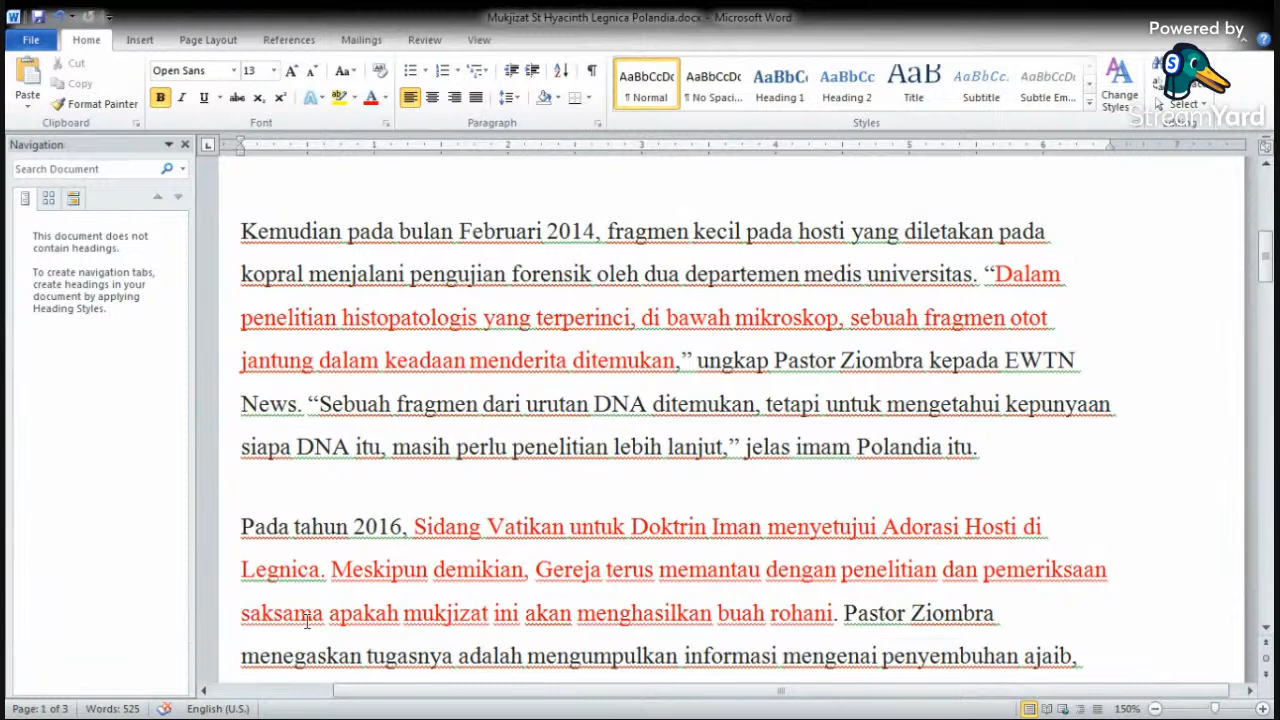 Mukjizat St Hyacinth Legnica Polandia.docx - Microsoft Word
Powered by
File Home Insert Page Layout References Mailings Review View
Cut
Copy
Format Painter
Paste
Open Sans 13
AaBbCcDc AaBbCcDc AaBbC AaBbCc AaB AaBbCcI AaBbCcDc
¶ Normal ¶ No Spaci... Heading 1 Heading 2 Title Subtitle Subtle Em...
Change
Styles
Select
StreamYard
Clipboard Font Paragraph Styles
Navigation
Search Document
This document does not
contain headings.
To create navigation tabs,
create headings in your
document by applying
Heading Styles.
1 2 3 4 5 6 7
Kemudian pada bulan Februari 2014, fragmen kecil pada hosti yang diletakan pada
kopral menjalani pengujian forensik oleh dua departemen medis universitas. “Dalam
penelitian histopatologis yang terperinci, di bawah mikroskop, sebuah fragmen otot
jantung dalam keadaan menderita ditemukan,” ungkap Pastor Ziombra kepada EWTN
News. “Sebuah fragmen dari urutan DNA ditemukan, tetapi untuk mengetahui kepunyaan
siapa DNA itu, masih perlu penelitian lebih lanjut,” jelas imam Polandia itu.
Pada tahun 2016, Sidang Vatikan untuk Doktrin Iman menyetujui Adorasi Hosti di
Legnica. Meskipun demikian, Gereja terus memantau dengan penelitian dan pemeriksaan
saksama apakah mukjizat ini akan menghasilkan buah rohani. Pastor Ziombra
menegaskan tugasnya adalah mengumpulkan informasi mengenai penyembuhan ajaib,
Page: 1 of 3 Words: 525 English (U.S.) 150%